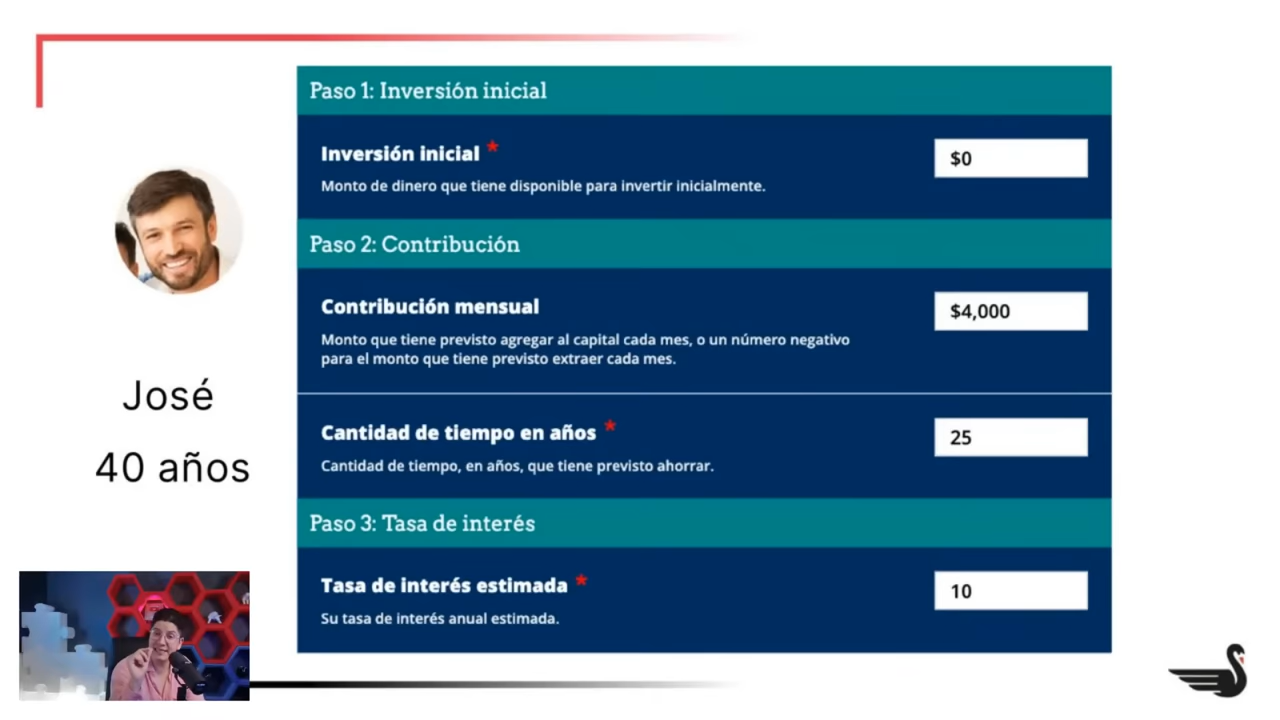 Paso 1: Inversión inicial
Inversión inicial *
$0
Monto de dinero que tiene disponible para invertir inicialmente.
Paso 2: Contribución
Contribución mensual
$4,000
Monto que tiene previsto agregar al capital cada mes, o un número negativo
para el monto que tiene previsto extraer cada mes.
José
40 años
Cantidad de tiempo en años *
25
Cantidad de tiempo, en años, que tiene previsto ahorrar.
Paso 3: Tasa de interés
Tasa de interés estimada *
10
Su tasa de interés anual estimada.